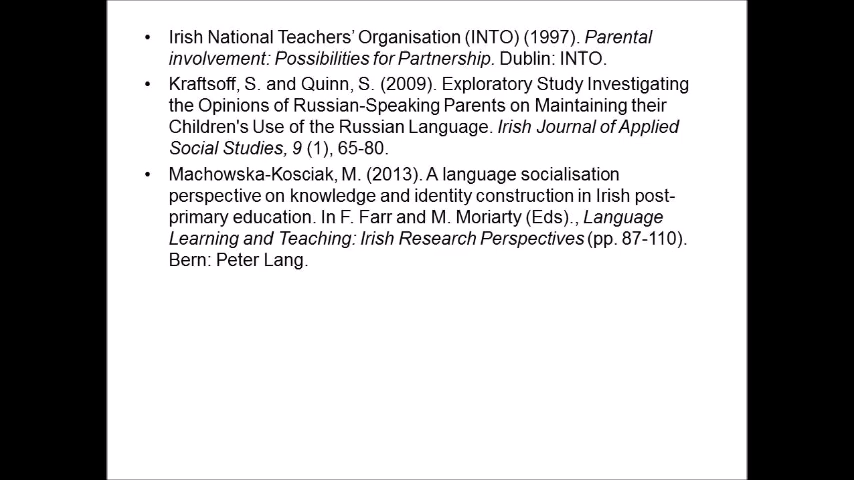 • Irish National Teachers' Organisation (INTO) (1997). Parental
involvement: Possibilities for Partnership. Dublin: INTO.
• Kraftsoff, S. and Quinn, S. (2009). Exploratory Study Investigating
the Opinions of Russian-Speaking Parents on Maintaining their
Children's Use of the Russian Language. Irish Journal of Applied
Social Studies, 9 (1), 65-80.
• Machowska-Kosciak, M. (2013). A language socialisation
perspective on knowledge and identity construction in Irish post-
primary education. In F. Farr and M. Moriarty (Eds)., Language
Learning and Teaching: Irish Research Perspectives (pp. 87-110).
Bern: Peter Lang.